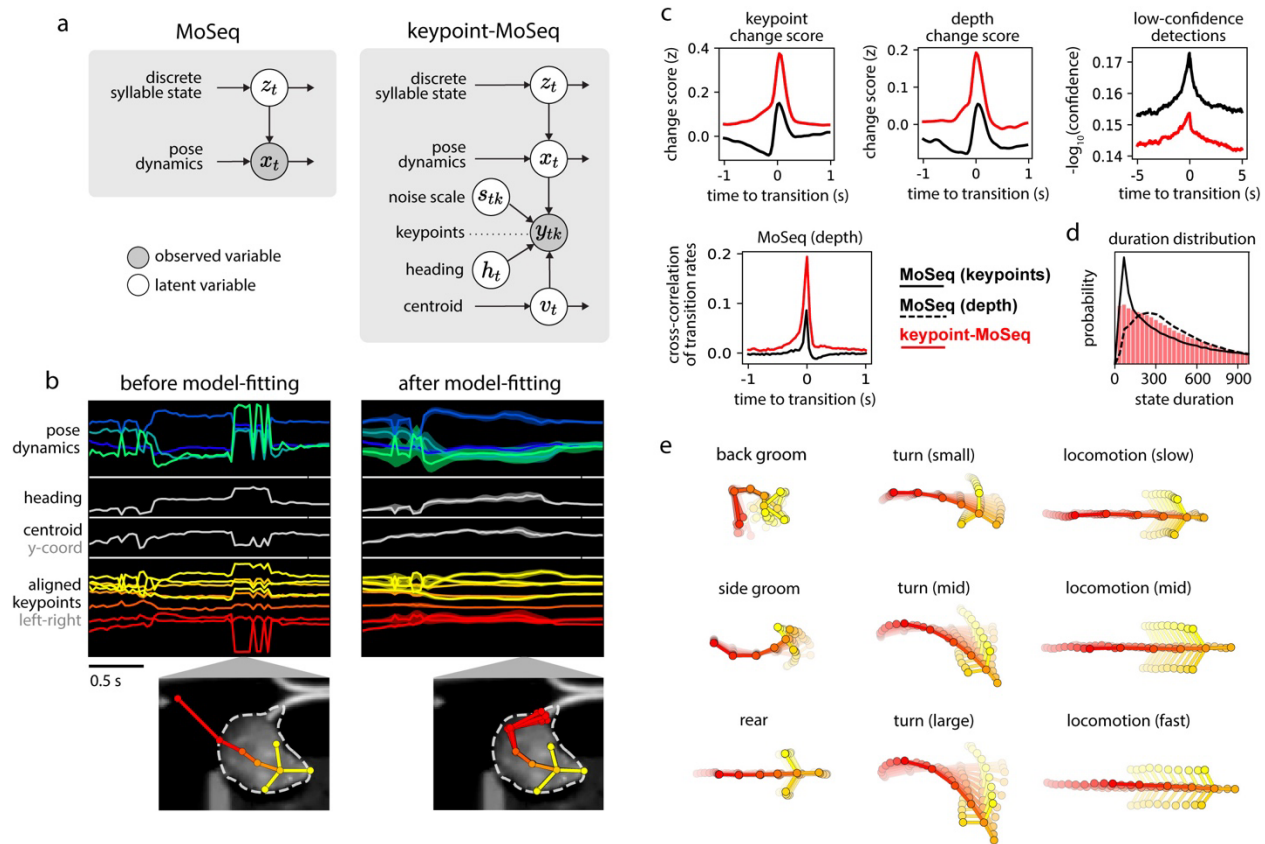 a
MoSeq
discrete
syllable state
z_t
pose
dynamics
x_t
observed variable
latent variable
keypoint-MoSeq
discrete
syllable state
z_t
pose
dynamics
x_t
noise scale
s_tk
keypoints
y_tk
heading
h_t
centroid
v_t
b
before model-fitting
after model-fitting
pose
dynamics
heading
centroid
y-coord
aligned
keypoints
left-right
0.5 s
c
keypoint
change score
change score (z)
0.4
0.2
0.0
-1 0 1
time to transition (s)
depth
change score
change score (z)
0.2
0.1
0.0
-1 0 1
time to transition (s)
low-confidence
detections
-log10(confidence)
0.17
0.16
0.15
0.14
-5 0 5
time to transition (s)
MoSeq (depth)
cross-correlation
of transition rates
0.2
0.1
0.0
-1 0 1
time to transition (s)
MoSeq (keypoints)
MoSeq (depth)
keypoint-MoSeq
d
duration distribution
probability
0 300 600 900
state duration
e
back groom
turn (small)
locomotion (slow)
side groom
turn (mid)
locomotion (mid)
rear
turn (large)
locomotion (fast)